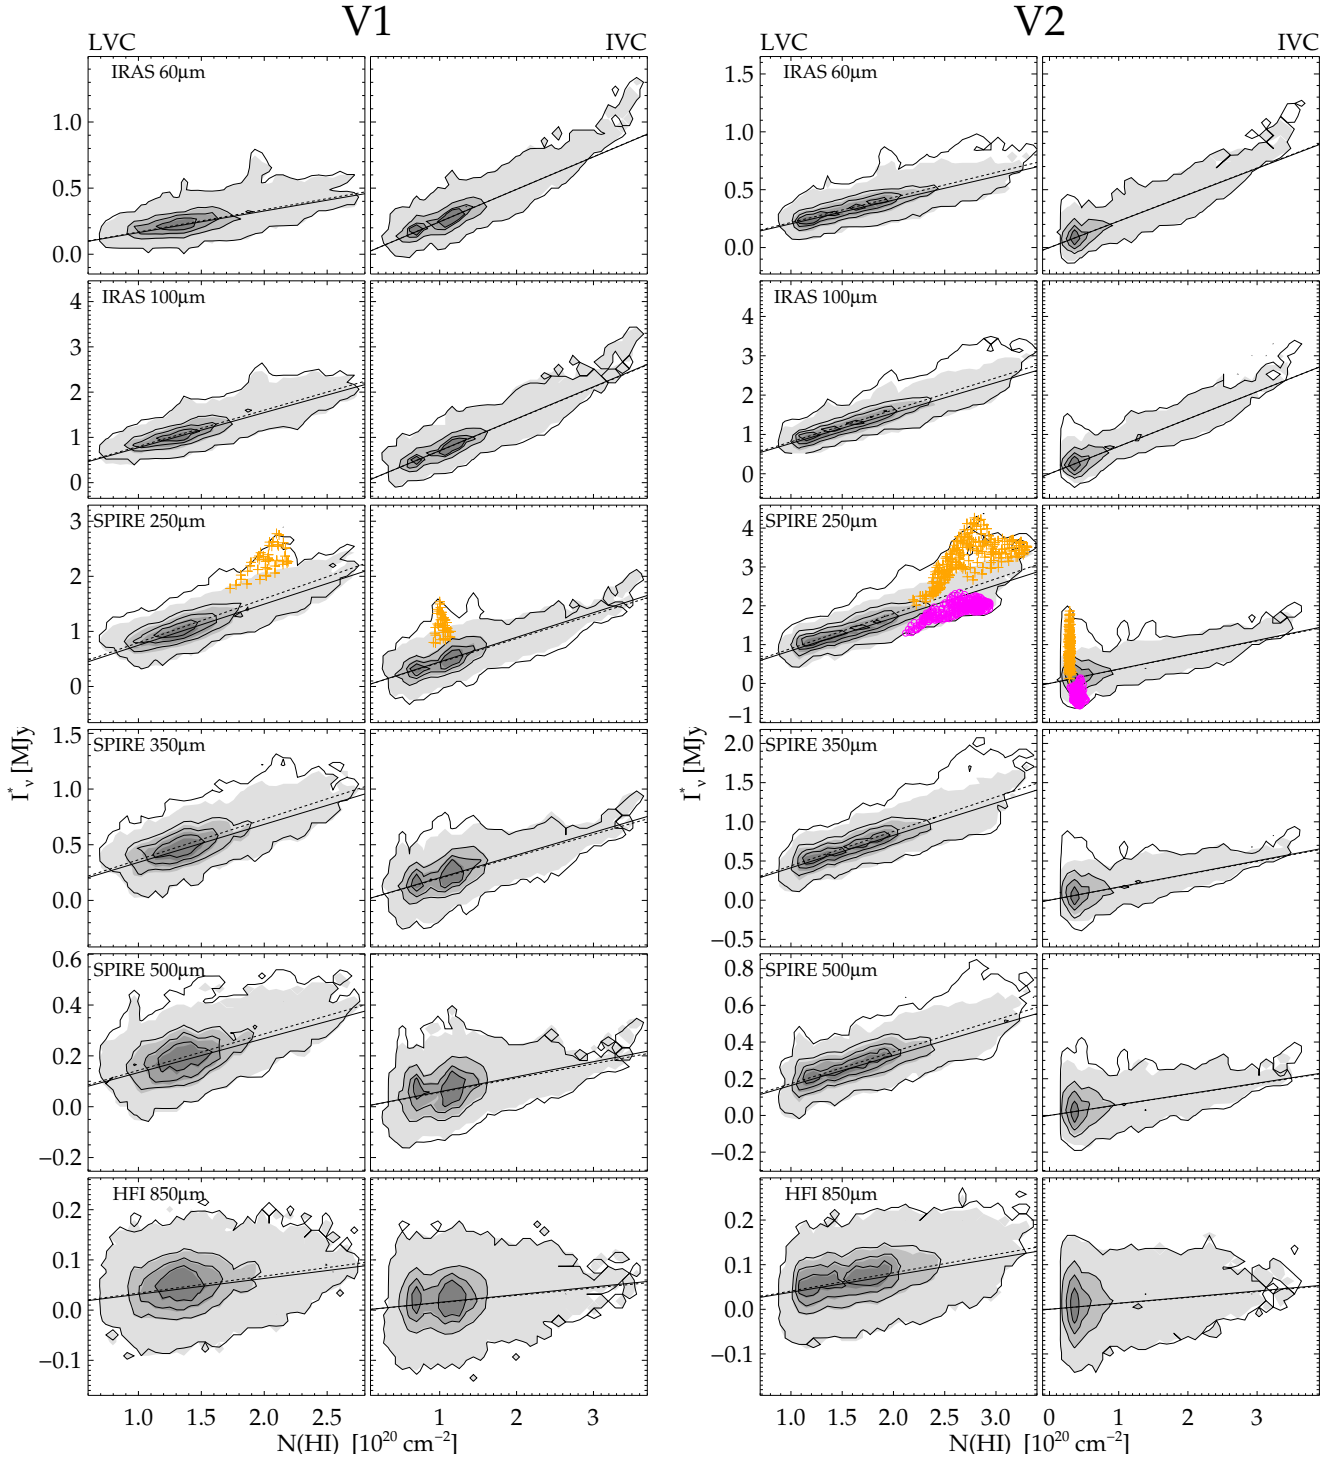 V1
V2
LVC
IVC
LVC
IVC
IRAS 60μm
1.0
0.5
0.0
IRAS 60μm
1.5
1.0
0.5
0.0
IRAS 100μm
4
3
2
1
0
IRAS 100μm
4
3
2
1
0
SPIRE 250μm
3
2
1
0
SPIRE 250μm
4
3
2
1
0
−1
SPIRE 350μm
1.5
1.0
0.5
0.0
SPIRE 350μm
2.0
1.5
1.0
0.5
0.0
−0.5
I*ν [MJy
I*ν [MJy
SPIRE 500μm
0.6
0.4
0.2
0.0
−0.2
SPIRE 500μm
0.8
0.6
0.4
0.2
0.0
−0.2
HFI 850μm
0.2
0.1
0.0
−0.1
HFI 850μm
0.2
0.1
0.0
−0.1
1.0 1.5 2.0 2.5
1 2 3
1.0 1.5 2.0 2.5 3.0
0 1 2 3
N(HI) [10²⁰ cm⁻²]
N(HI) [10²⁰ cm⁻²]